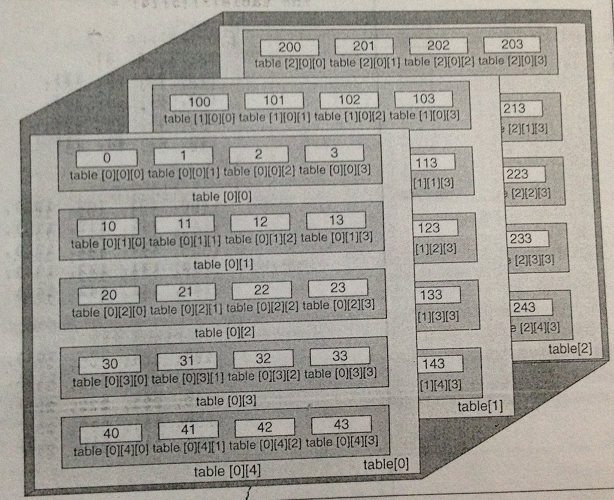 200 201 202 203
table [2][0][0] table [2][0][1] table [2][0][2] table [2][0][3]
100 101 102 103
table [1][0][0] table [1][0][1] table [1][0][2] table [1][0][3]
213
[2][1][3]
223
[2][2][3]
233
[2][3][3]
243
e [2][4][3]
table[2]
113
[1][1][3]
123
[1][2][3]
133
[1][3][3]
143
[1][4][3]
table[1]
0 1 2 3
table [0][0][0] table [0][0][1] table [0][0][2] table [0][0][3]
table [0][0]
10 11 12 13
table [0][1][0] table [0][1][1] table [0][1][2] table [0][1][3]
table [0][1]
20 21 22 23
table [0][2][0] table [0][2][1] table [0][2][2] table [0][2][3]
table [0][2]
30 31 32 33
table [0][3][0] table [0][3][1] table [0][3][2] table [0][3][3]
table [0][3]
40 41 42 43
table [0][4][0] table [0][4][1] table [0][4][2] table [0][4][3]
table [0][4]
table[0]